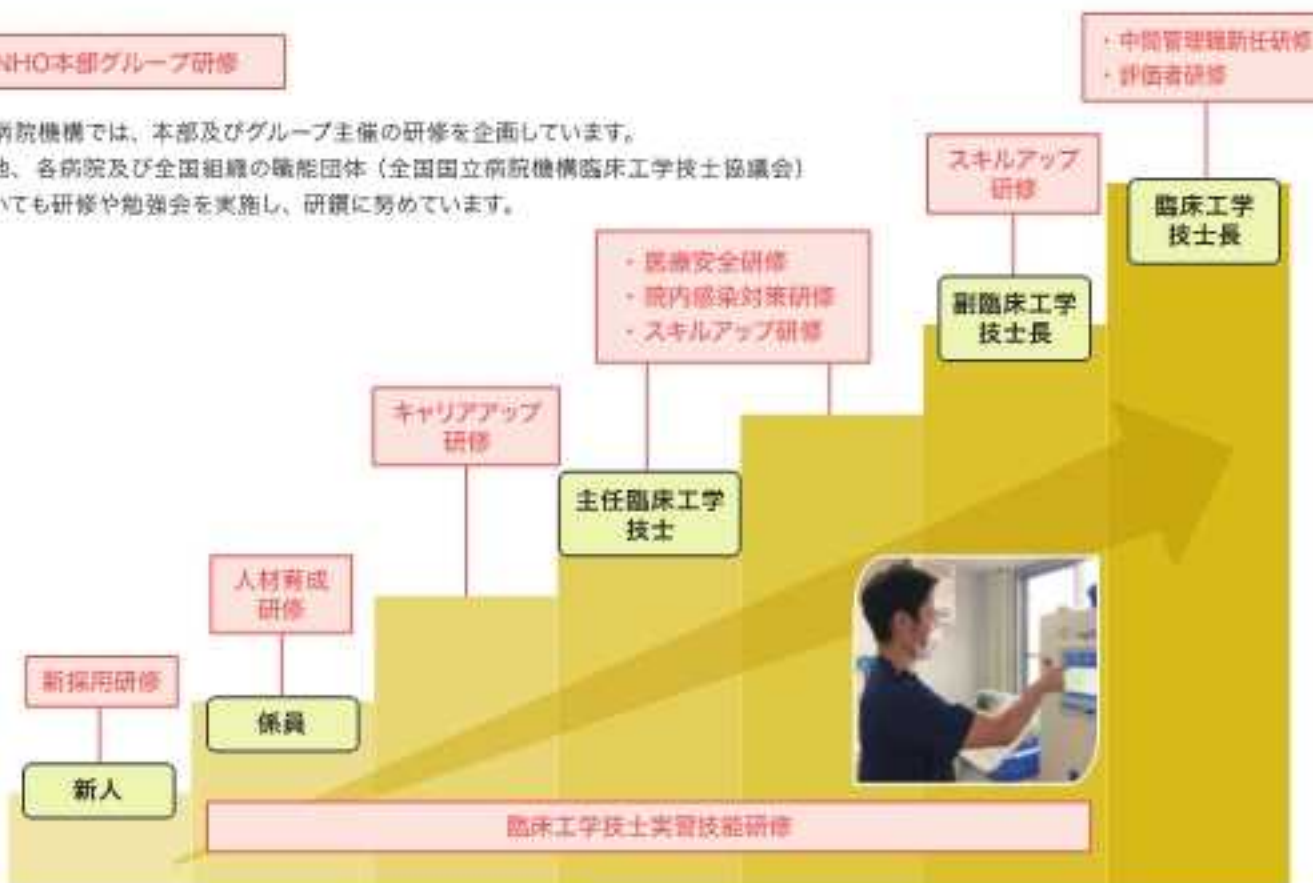 NHO本部グループ研修
病院機構では、本部及びグループ主催の研修を企画しています。
他、各病院及び全国組織の職能団体（全国国立病院機構臨床工学技士協議会）
いても研修や勉強会を実施し、研鑽に努めています。
・中間管理職新任研修
・評価者研修
臨床工学
技士長
スキルアップ
研修
副臨床工学
技士長
・医療安全研修
・院内感染対策研修
・スキルアップ研修
キャリアアップ
研修
主任臨床工学
技士
人材育成
研修
係員
新採用研修
新人
臨床工学技士実習技能研修